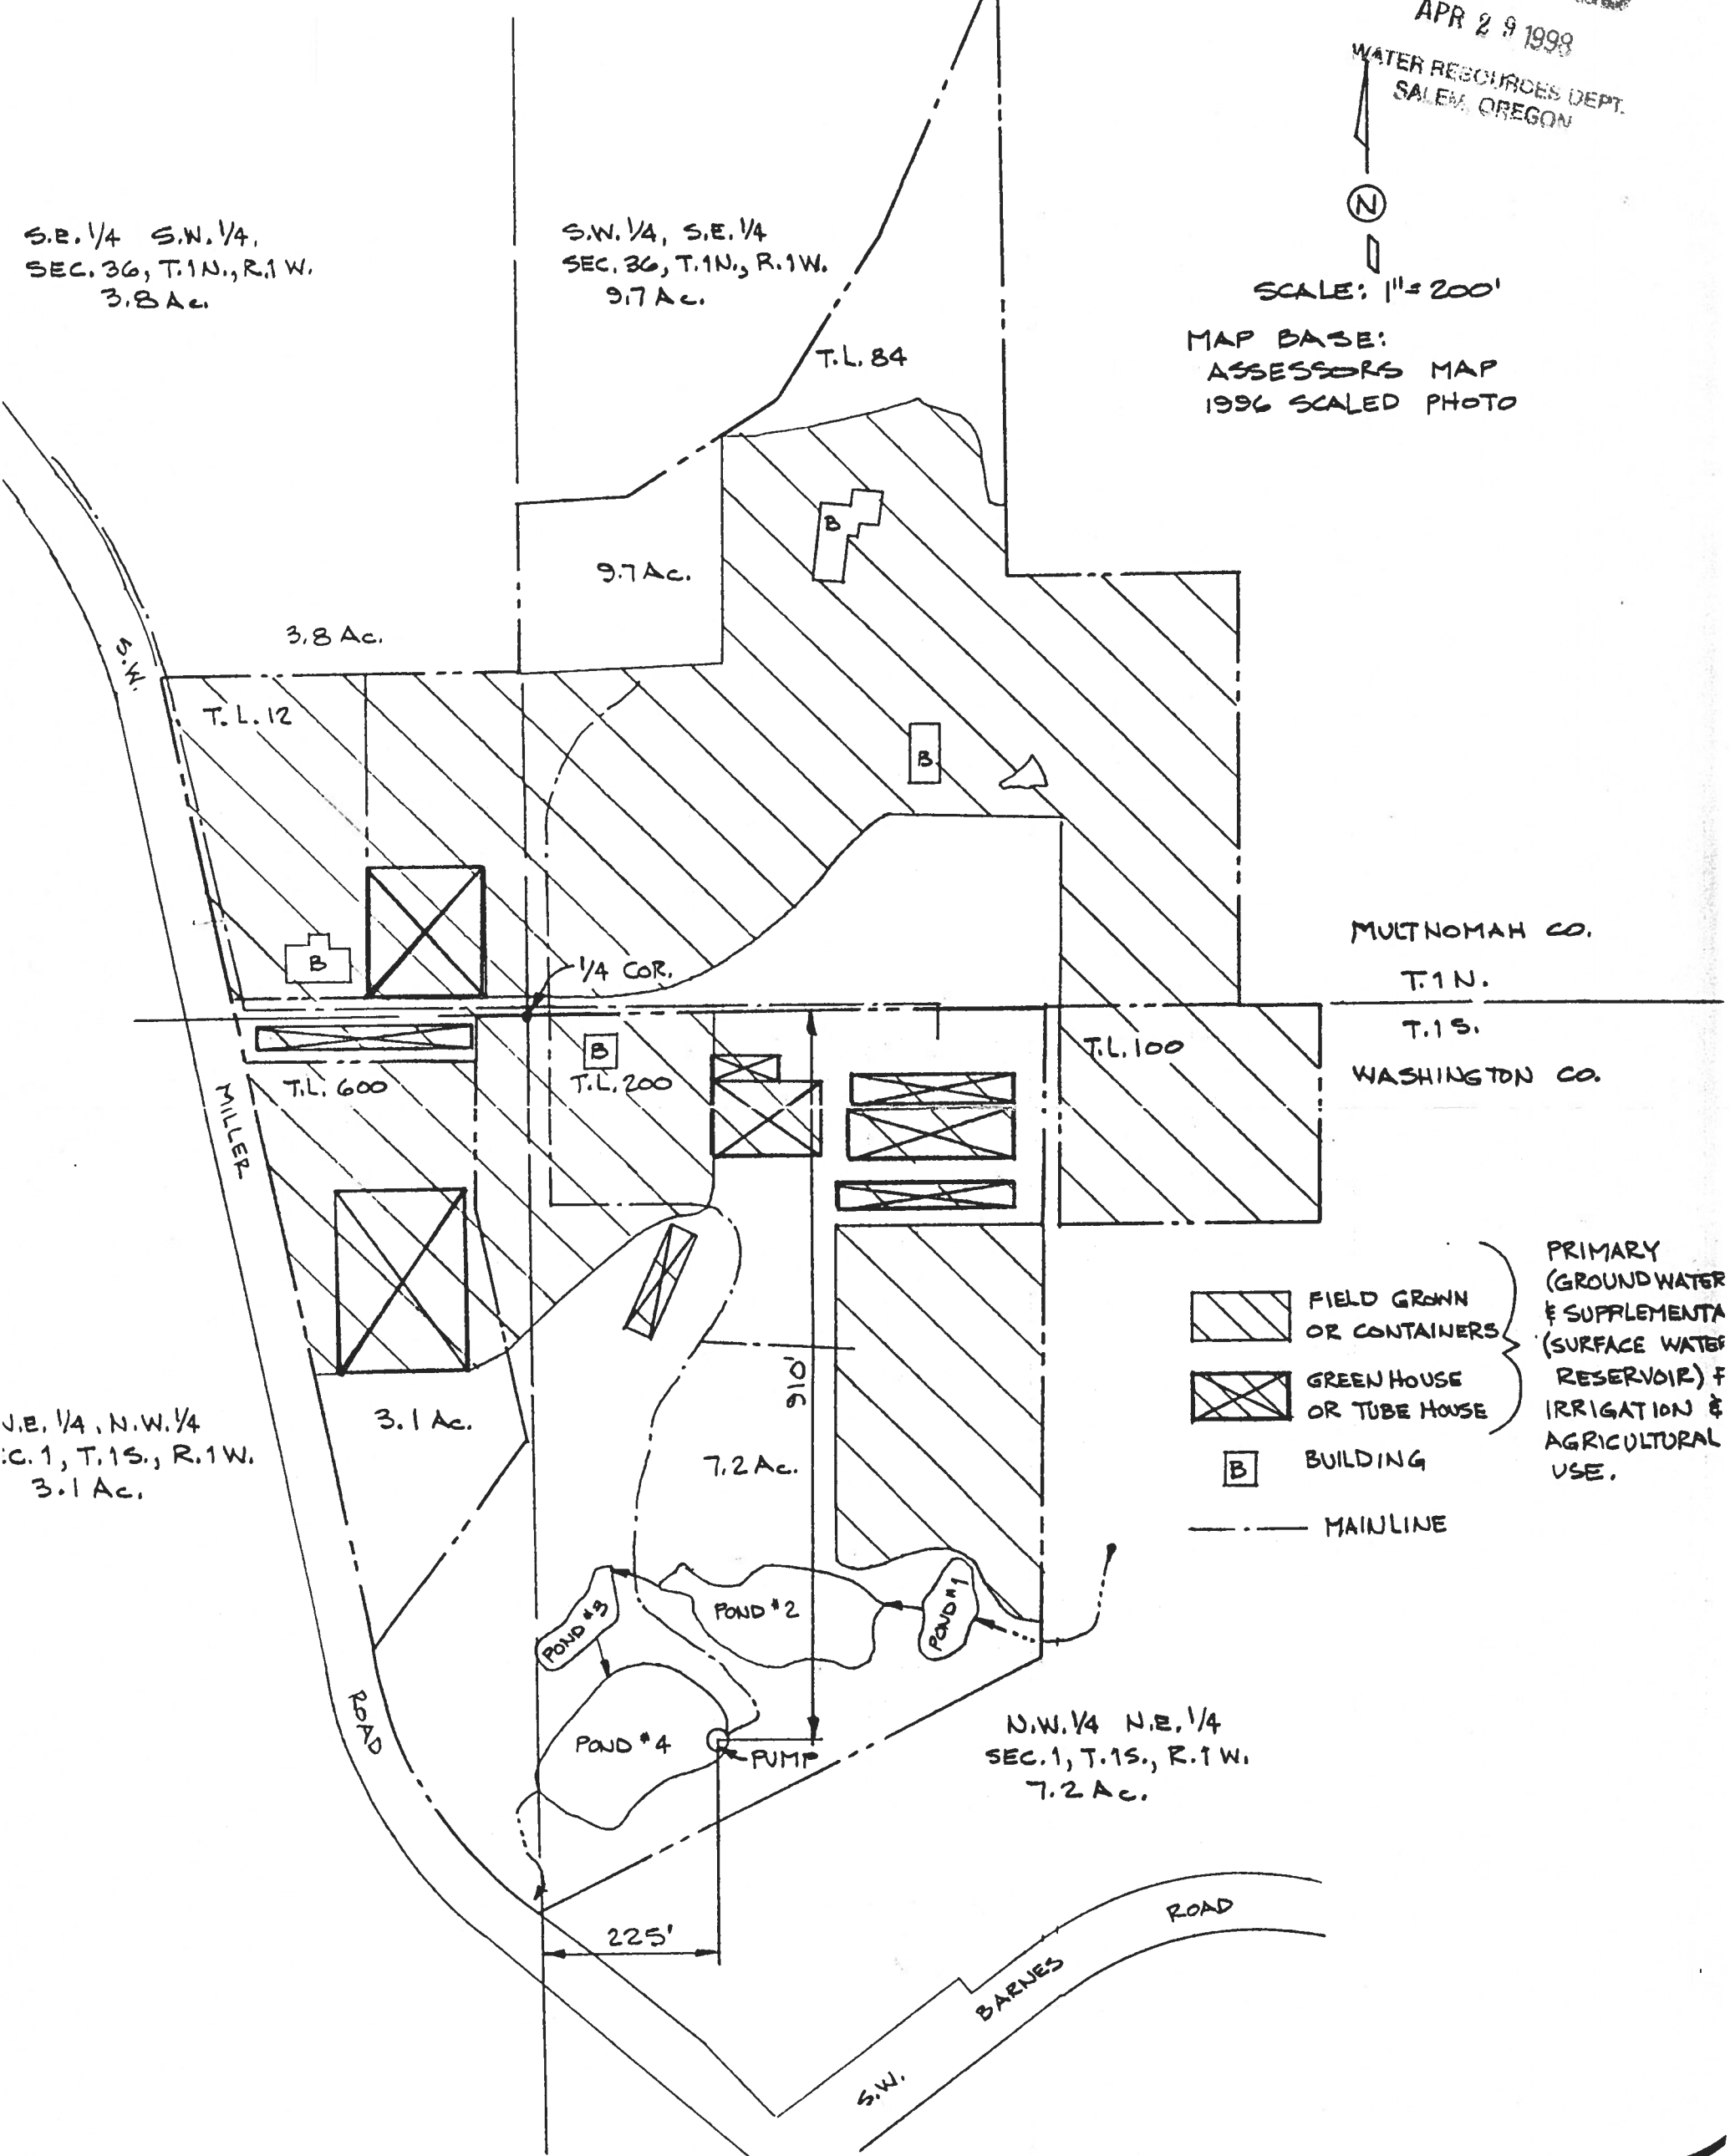 APR 29 1998
WATER RESOURCES DEPT.
SALEM, OREGON
N
SCALE: 1"=200'
MAP BASE:
ASSESSORS MAP
1996 SCALED PHOTO
S.E. 1/4 S.W. 1/4,
SEC. 36, T.1N., R.1W.
3.8 Ac.
S.W. 1/4, S.E. 1/4
SEC. 36, T.1N., R.1W.
9.7 Ac.
T.L. 84
B
9.7 Ac.
3.8 Ac.
S.W.
T.L. 12
B
B
1/4 COR.
MULTNOMAH CO.
T.1N.
T.1S.
WASHINGTON CO.
B
T.L. 100
T.L. 600
T.L. 200
MILLER
910'
FIELD GROWN
OR CONTAINERS
GREENHOUSE
OR TUBE HOUSE
B BUILDING
MAINLINE
PRIMARY
(GROUNDWATER
& SUPPLEMENTA
(SURFACE WATER
RESERVOIR) F
IRRIGATION &
AGRICULTURAL
USE.
.E. 1/4, N.W. 1/4
C. 1, T.1S., R.1W.
3.1 Ac.
3.1 Ac.
7.2 Ac.
POND #3
POND #2
POND #1
ROAD
POND #4
PUMP
N.W. 1/4 N.E. 1/4
SEC. 1, T.1S., R.1W.
7.2 Ac.
225'
S.W.
BARNES
ROAD